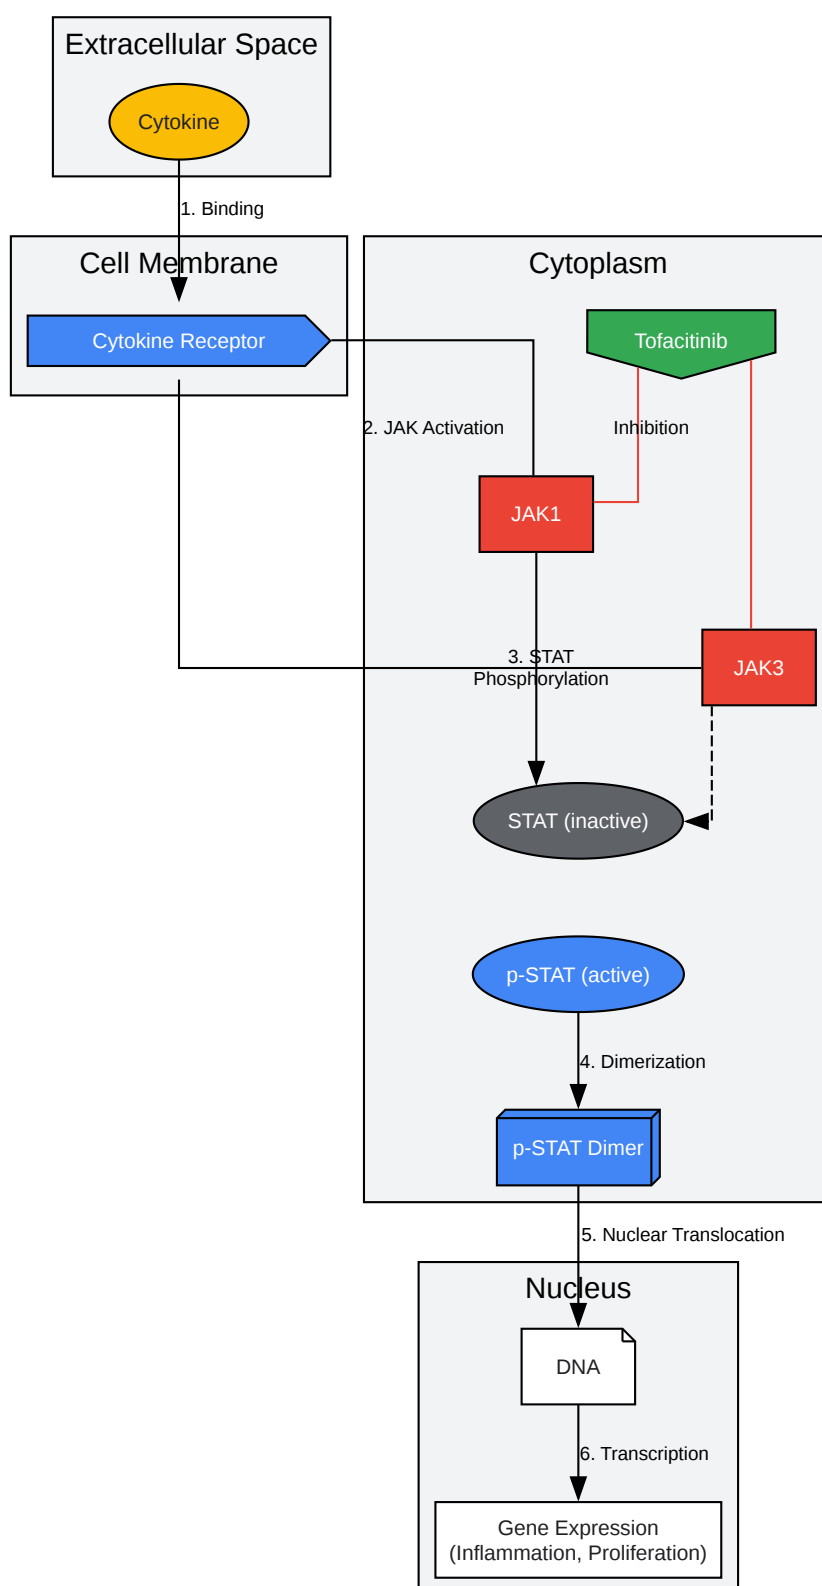 Extracellular Space
Cytokine
1. Binding
Cell Membrane
Cytoplasm
Cytokine Receptor
Tofacitinib
2. JAK Activation
Inhibition
JAK1
3. STAT
Phosphorylation
JAK3
STAT (inactive)
p-STAT (active)
4. Dimerization
p-STAT Dimer
5. Nuclear Translocation
Nucleus
DNA
6. Transcription
Gene Expression
(Inflammation, Proliferation)